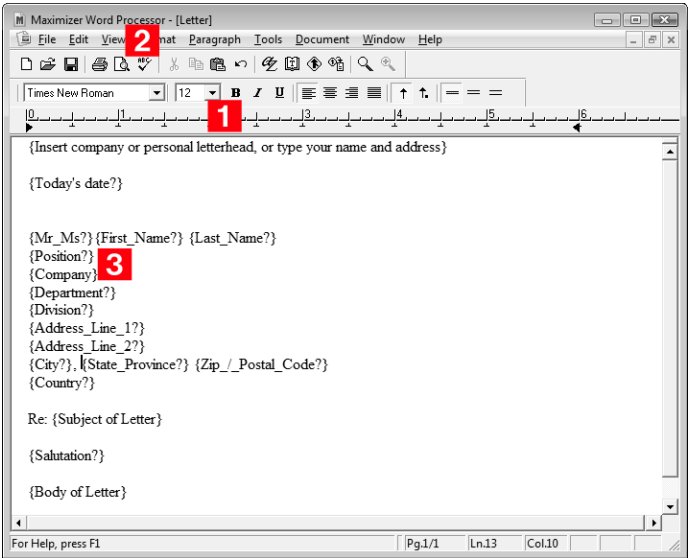 Maximizer Word Processor - [Letter]
File Edit View mat Paragraph Tools Document Window Help
2
ABC
Times New Roman 12 B I U
1
0 1 3 4 5 6
{Insert company or personal letterhead, or type your name and address}
{Today's date?}
{Mr_Ms?}{First_Name?} {Last_Name?}
{Position?}
3
{Company}
{Department?}
{Division?}
{Address_Line_1?}
{Address_Line_2?}
{City?}, {State_Province?} {Zip_/_Postal_Code?}
{Country?}
Re: {Subject of Letter}
{Salutation?}
{Body of Letter}
For Help, press F1 Pg.1/1 Ln.13 Col.10